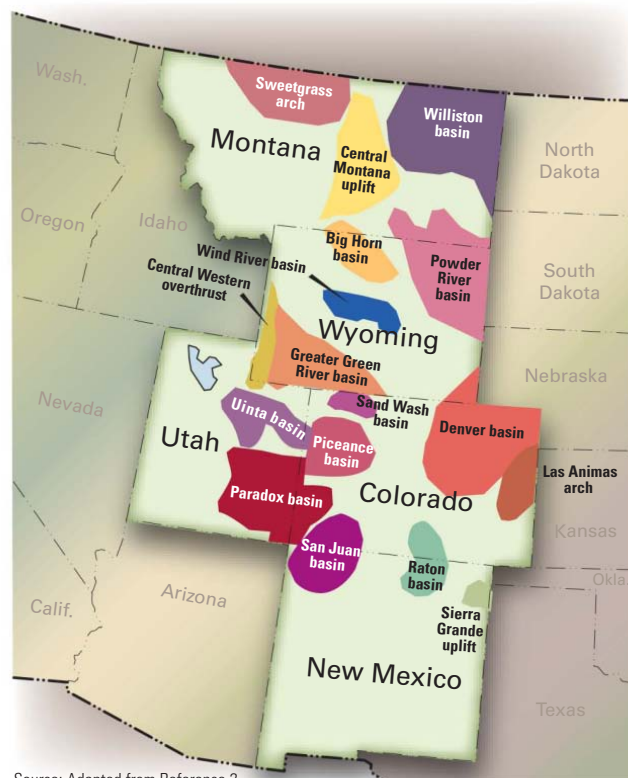 Wash.
Sweetgrass
arch
Williston
basin
Montana
Central
Montana
uplift
North
Dakota
Oregon
Idaho
Big Horn
basin
Wind River basin
Central Western
overthrust
Powder
River
basin
South
Dakota
Wyoming
Greater Green
River basin
Nebraska
Nevada
Sand Wash
basin
Uinta basin
Utah
Piceance
basin
Denver basin
Las Animas
arch
Paradox basin
Colorado
Kansas
San Juan
basin
Raton
basin
Okla.
Arizona
Calif.
Sierra
Grande
uplift
New Mexico
Texas
Source: Adapted from Reference 3